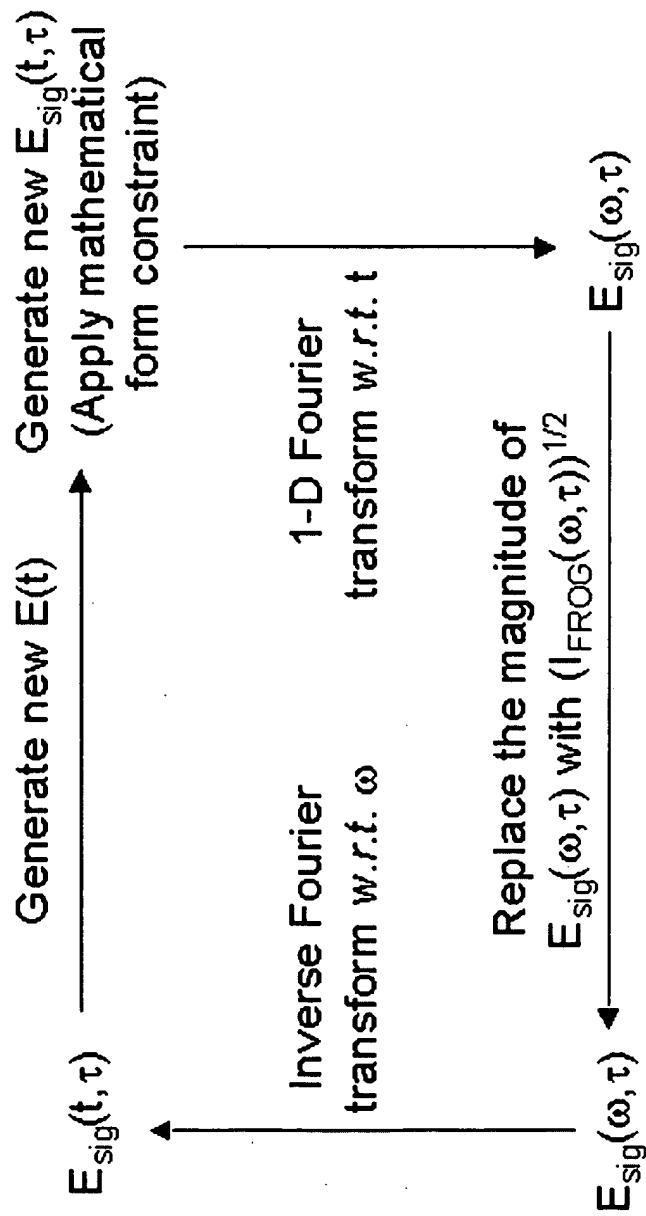 Generate new E(t)
Generate new E_sig(t,τ)
(Apply mathematical
form constraint)
E_sig(t,τ)
Inverse Fourier
transform w.r.t. ω
1-D Fourier
transform w.r.t. t
Replace the magnitude of
E_sig(ω,τ) with (I_FROG(ω,τ))^1/2
E_sig(ω,τ)
E_sig(ω,τ)